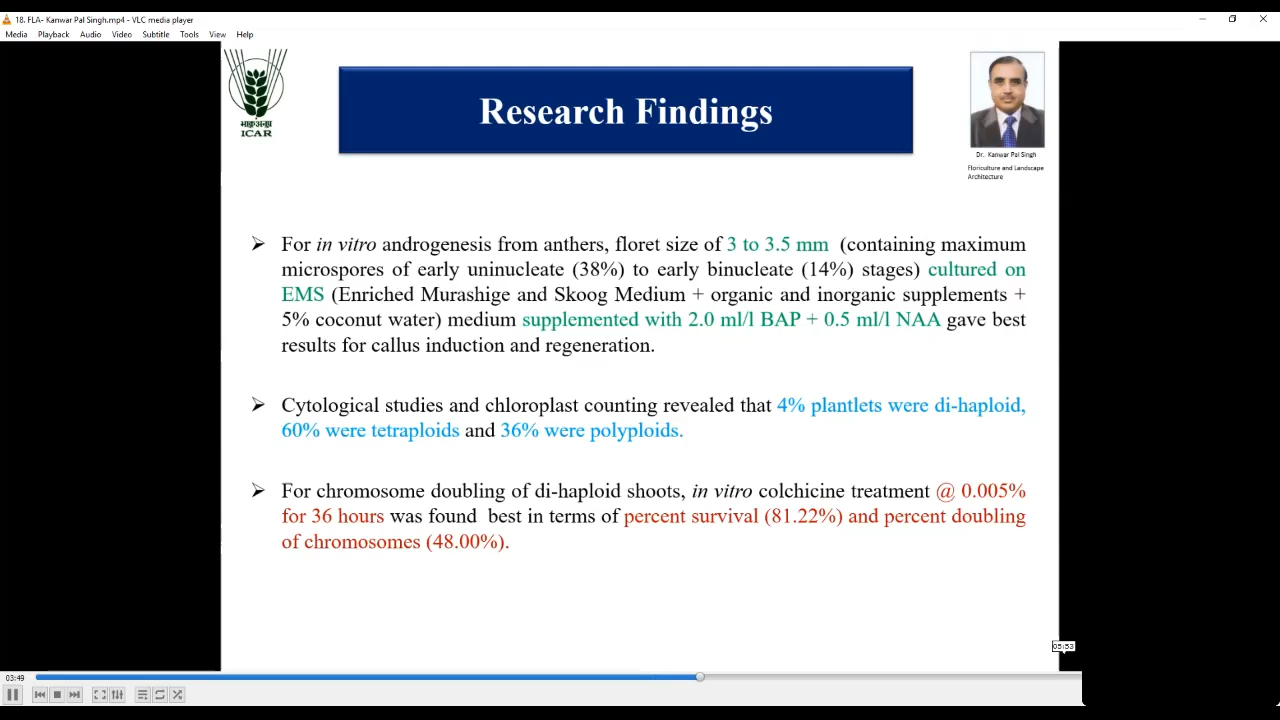 18. FLA- Kanwar Pal Singh.mp4 - VLC media player
Media Playback Audio Video Subtitle Tools View Help
भाकृअनुप
ICAR
Research Findings
Dr. Kanwar Pal Singh
Floriculture and Landscape
Architecture
➢ For in vitro androgenesis from anthers, floret size of 3 to 3.5 mm (containing maximum
microspores of early uninucleate (38%) to early binucleate (14%) stages) cultured on
EMS (Enriched Murashige and Skoog Medium + organic and inorganic supplements +
5% coconut water) medium supplemented with 2.0 ml/l BAP + 0.5 ml/l NAA gave best
results for callus induction and regeneration.
➢ Cytological studies and chloroplast counting revealed that 4% plantlets were di-haploid,
60% were tetraploids and 36% were polyploids.
➢ For chromosome doubling of di-haploid shoots, in vitro colchicine treatment @ 0.005%
for 36 hours was found best in terms of percent survival (81.22%) and percent doubling
of chromosomes (48.00%).
05:53
03:49